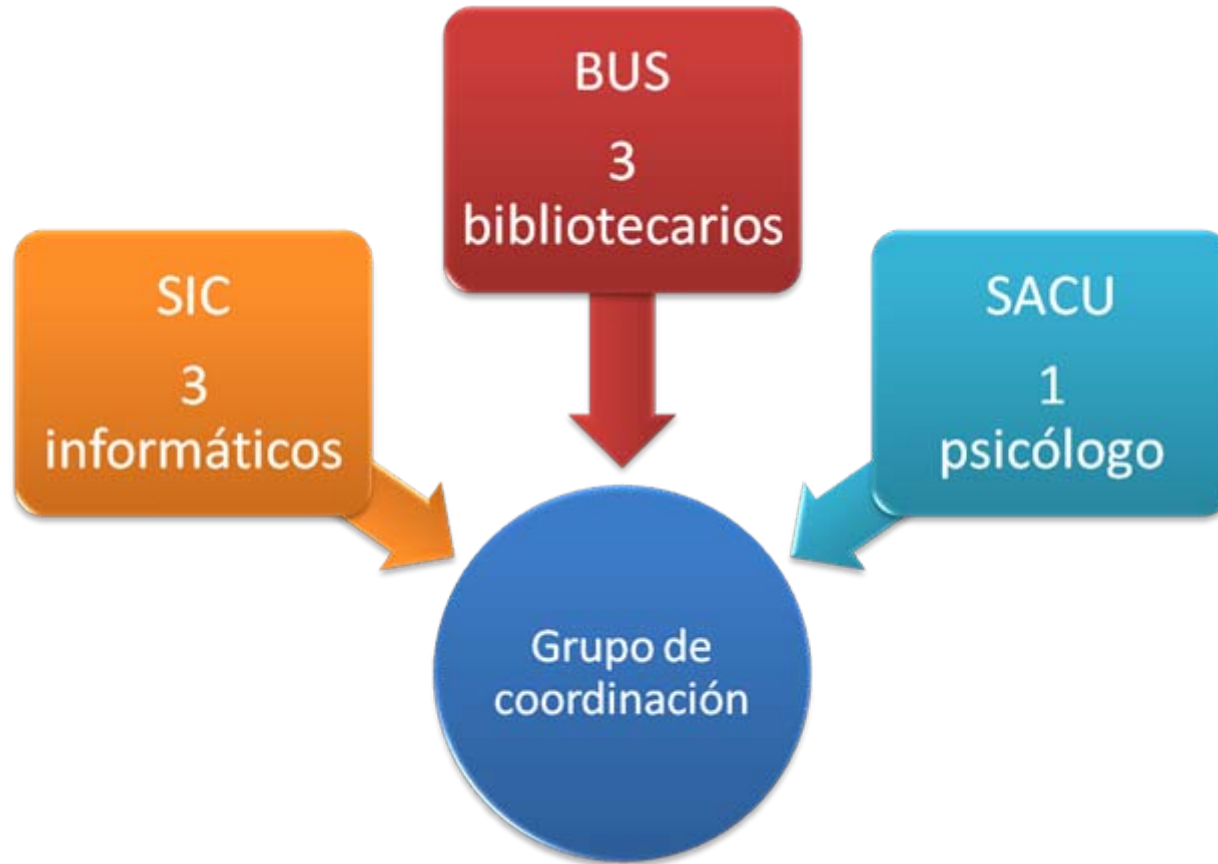 BUS
3
bibliotecarios
SIC
3
informáticos
SACU
1
psicólogo
Grupo de
coordinación